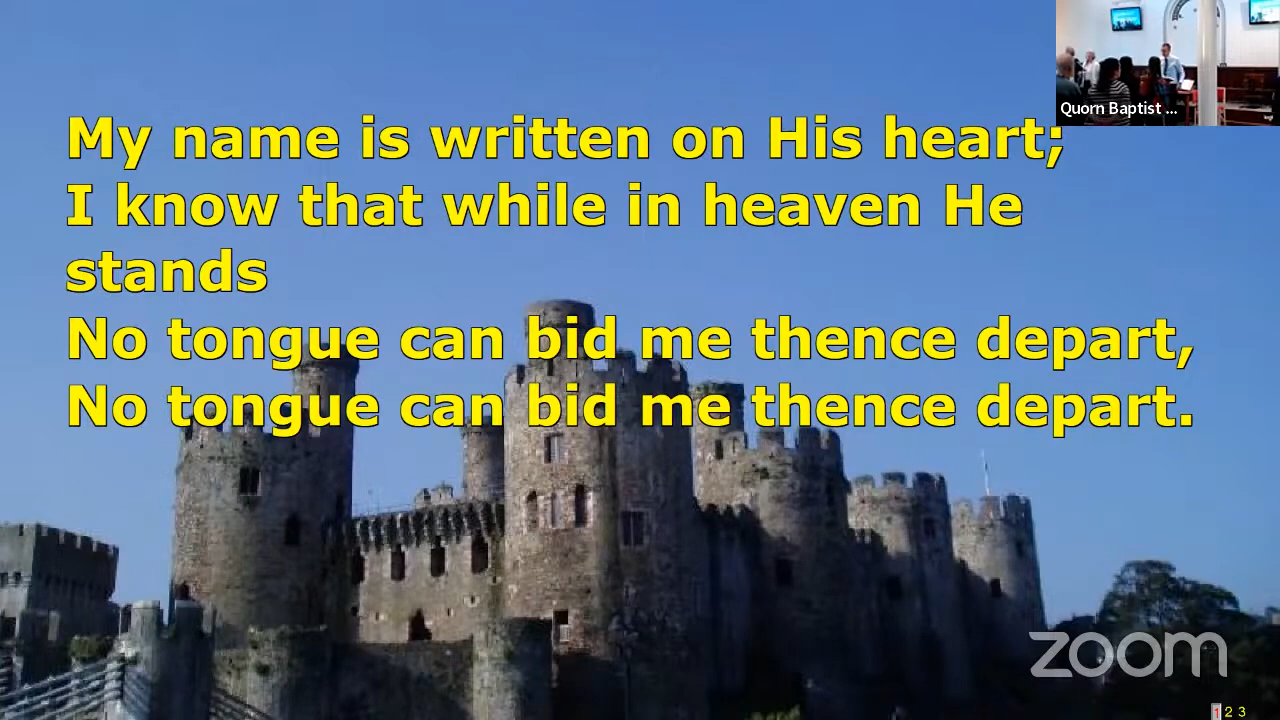 My name is written on His heart;
I know that while in heaven He
stands
No tongue can bid me thence depart,
No tongue can bid me thence depart.
Quorn Baptist ...
zoom
1 2 3